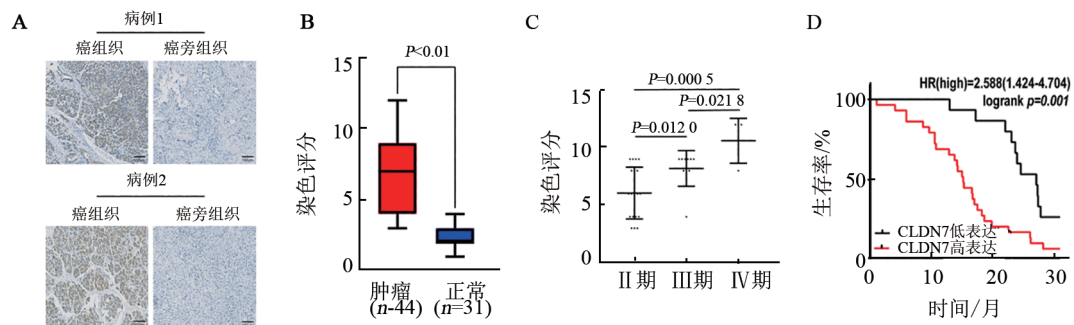 A
病例1
癌组织 癌旁组织
病例2
癌组织 癌旁组织
B
P<0.01
染色评分
15
10
5
0
肿瘤 正常
(n-44) (n=31)
C
P=0.000 5
P=0.021 8
P=0.012 0
染色评分
15
10
5
0
II期 III期 IV期
D
HR(high)=2.588(1.424-4.704)
logrank p=0.001
生存率/%
100
50
0
CLDN7低表达
CLDN7高表达
0 10 20 30
时间/月